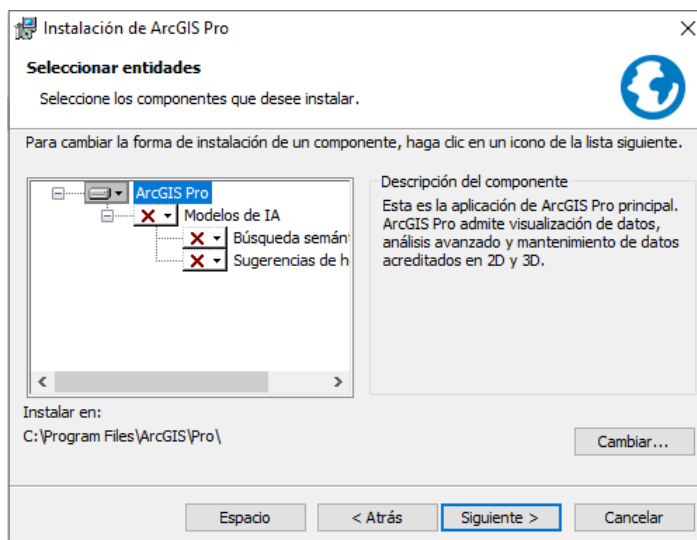 Instalación de ArcGIS Pro
Seleccionar entidades
Seleccione los componentes que desee instalar.
Para cambiar la forma de instalación de un componente, haga clic en un icono de la lista siguiente.
ArcGIS Pro
Modelos de IA
Búsqueda semánt
Sugerencias de h
Descripción del componente
Esta es la aplicación de ArcGIS Pro principal.
ArcGIS Pro admite visualización de datos,
análisis avanzado y mantenimiento de datos
acreditados en 2D y 3D.
Instalar en:
C:\Program Files\ArcGIS\Pro\
Cambiar...
Espacio
< Atrás
Siguiente >
Cancelar